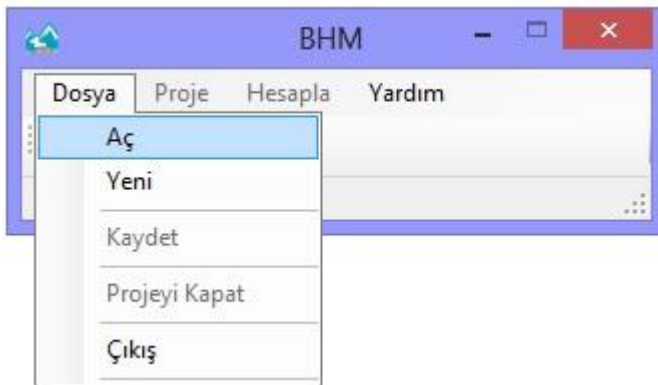 BHM
Dosya Proje Hesapla Yardım
Aç
Yeni
Kaydet
Projeyi Kapat
Çıkış